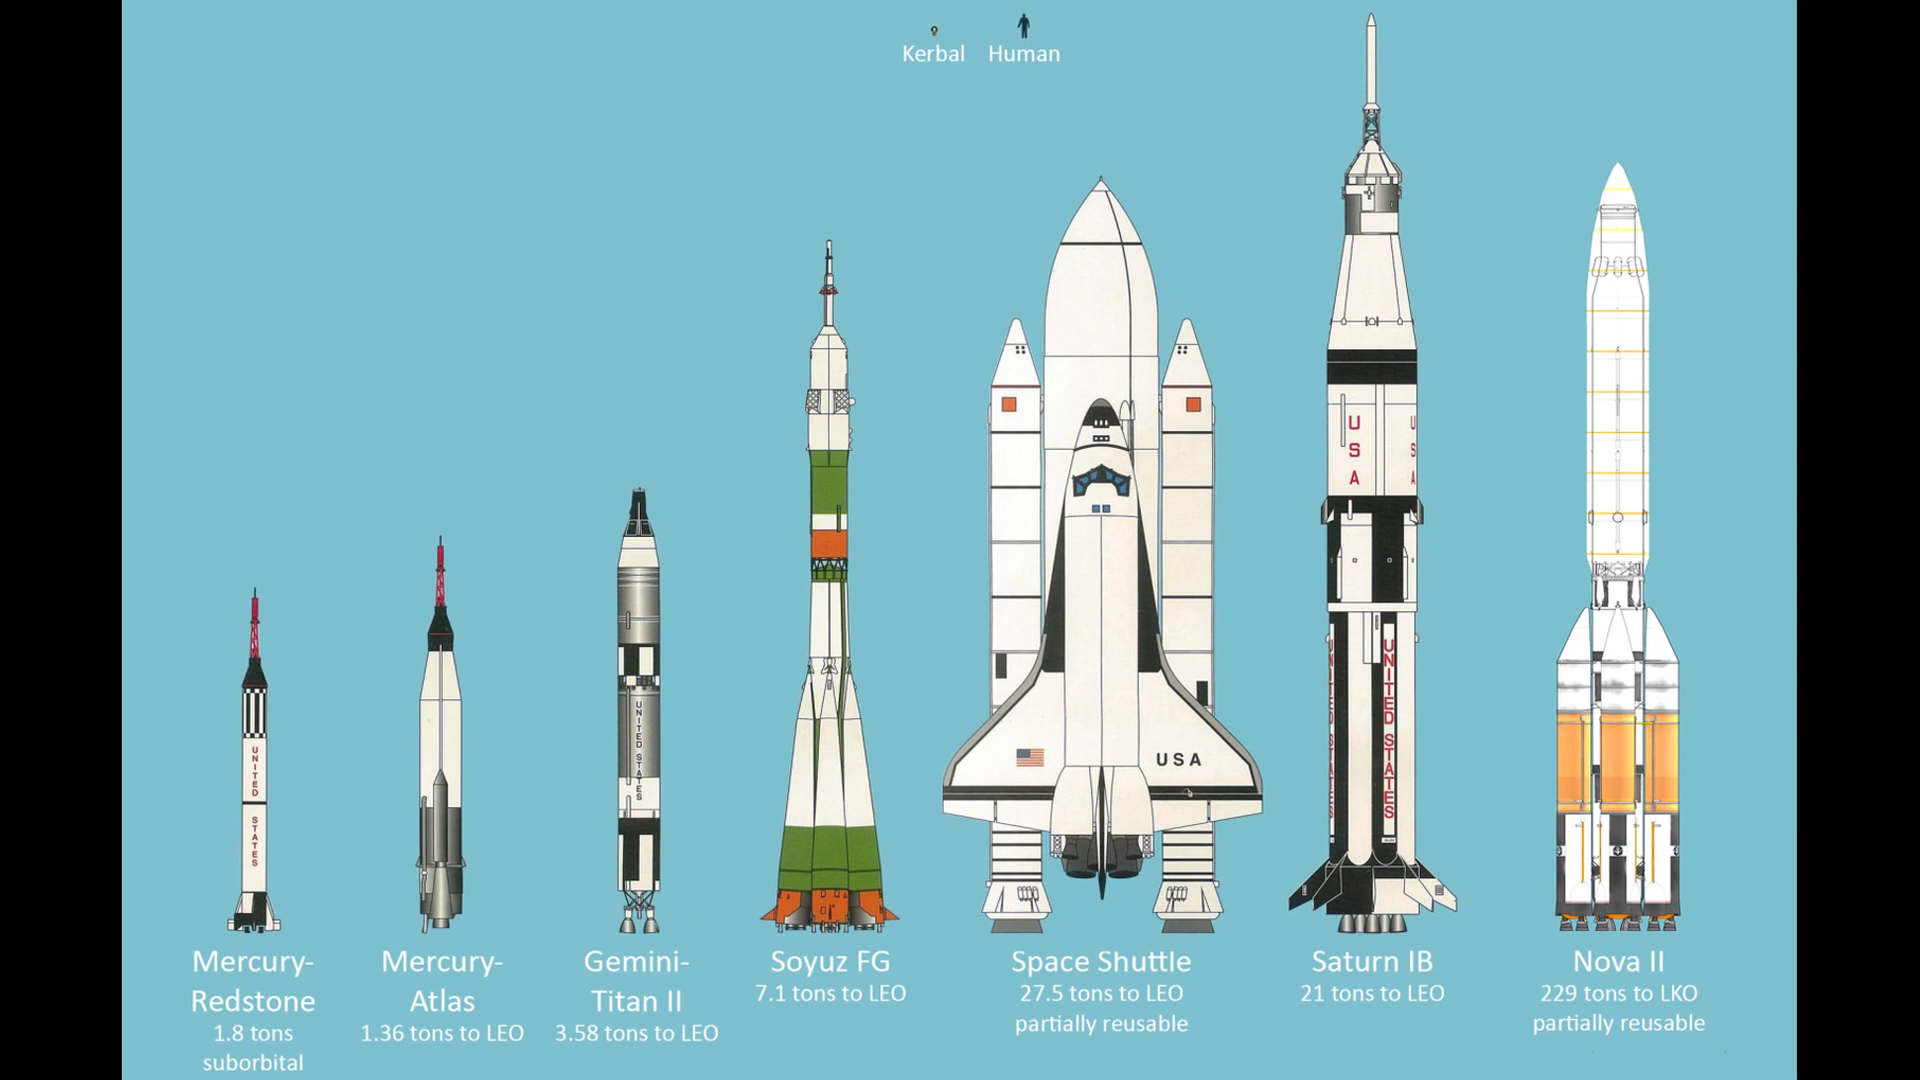 Kerbal
Human
UNITED
STATES
UNITED STATES
USA
USA
USA
UNITED STATES
UNITED STATES
Mercury-
Redstone
1.8 tons
suborbital
Mercury-
Atlas
1.36 tons to LEO
Gemini-
Titan II
3.58 tons to LEO
Soyuz FG
7.1 tons to LEO
Space Shuttle
27.5 tons to LEO
partially reusable
Saturn IB
21 tons to LEO
Nova II
229 tons to LKO
partially reusable